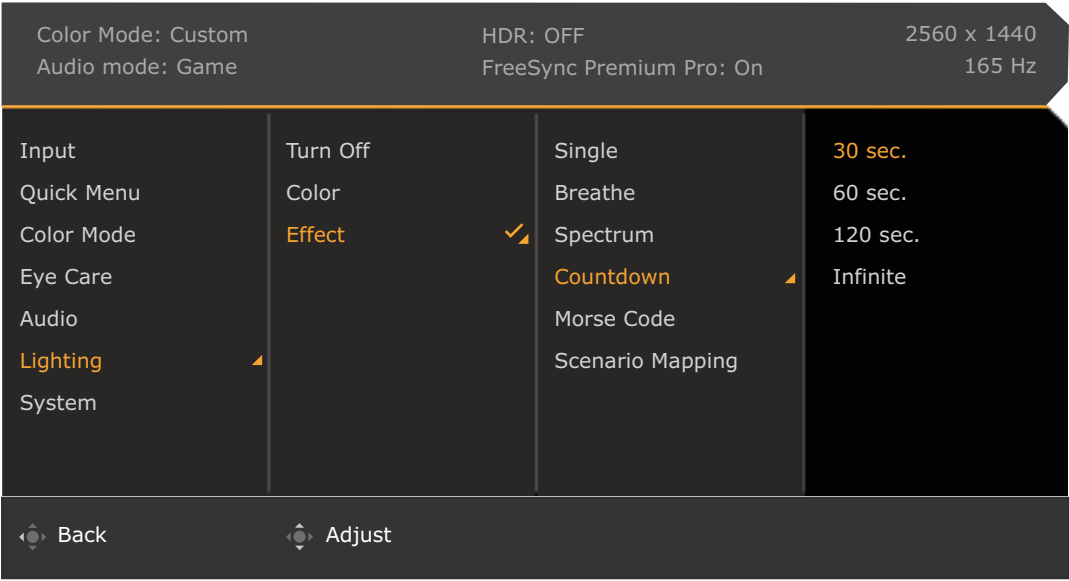 Color Mode: Custom
HDR: OFF
2560 x 1440
Audio mode: Game
FreeSync Premium Pro: On
165 Hz
Input
Quick Menu
Color Mode
Eye Care
Audio
Lighting
System
Turn Off
Color
Effect
Single
Breathe
Spectrum
Countdown
Morse Code
Scenario Mapping
30 sec.
60 sec.
120 sec.
Infinite
Back
Adjust